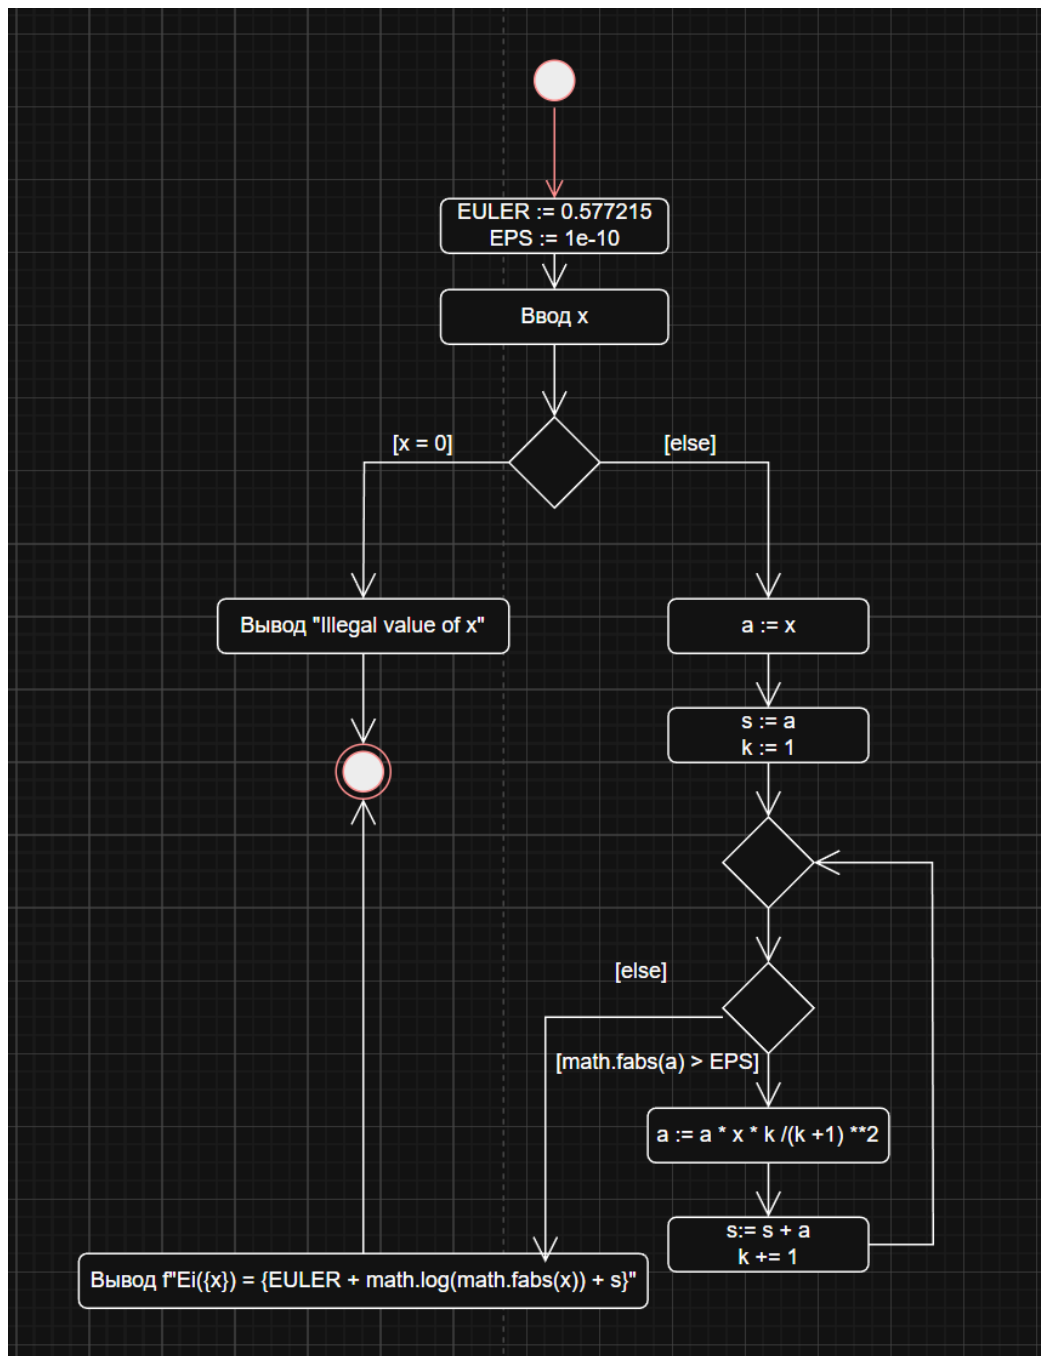 EULER := 0.577215
EPS := 1e-10
Ввод x
[x = 0]
[else]
Вывод "Illegal value of x"
a := x
s := a
k := 1
[else]
[math.fabs(a) > EPS]
a := a * x * k /(k +1) **2
s:= s + a
k += 1
Вывод f"Ei({x}) = {EULER + math.log(math.fabs(x)) + s}"